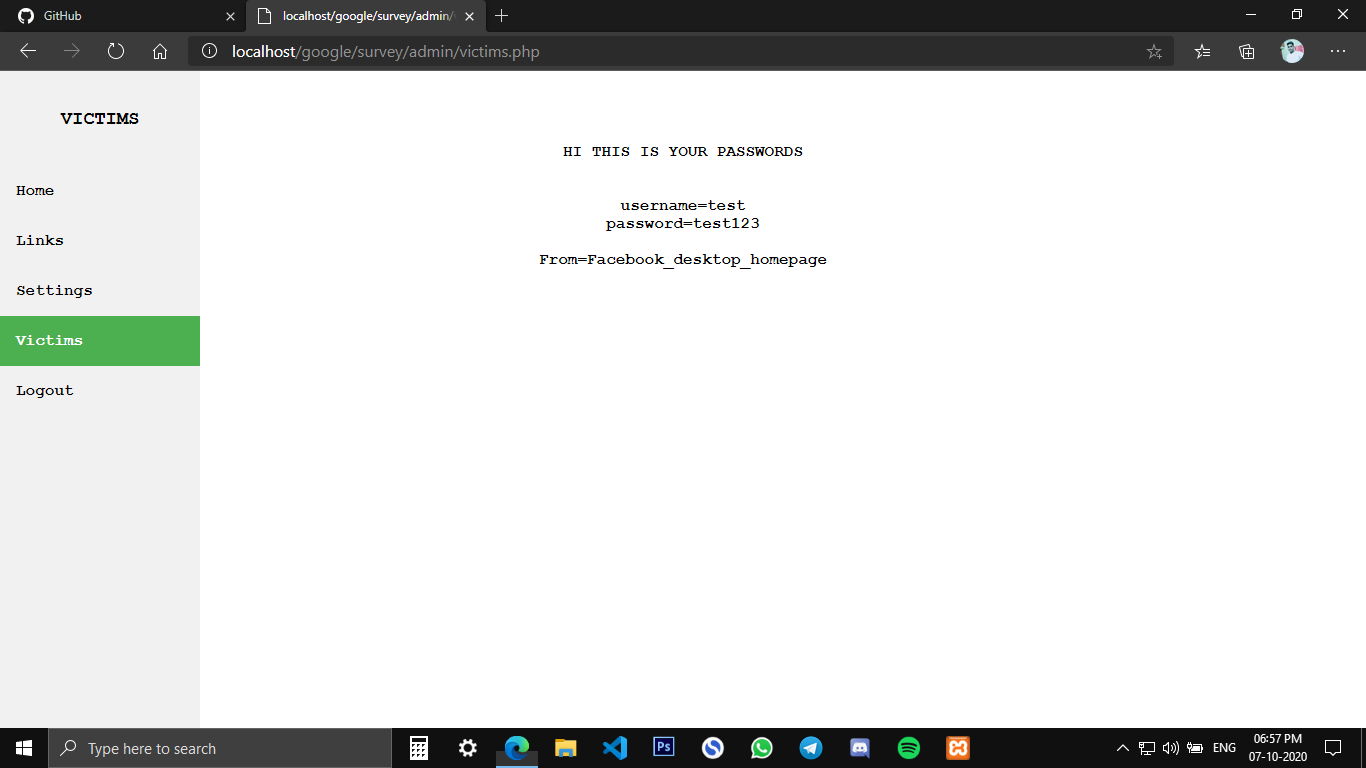 GitHub
localhost/google/survey/admin/
localhost/google/survey/admin/victims.php
VICTIMS
Home
Links
Settings
Victims
Logout
HI THIS IS YOUR PASSWORDS
username=test
password=test123
From=Facebook_desktop_homepage
Type here to search
Ps
ENG
06:57 PM
07-10-2020